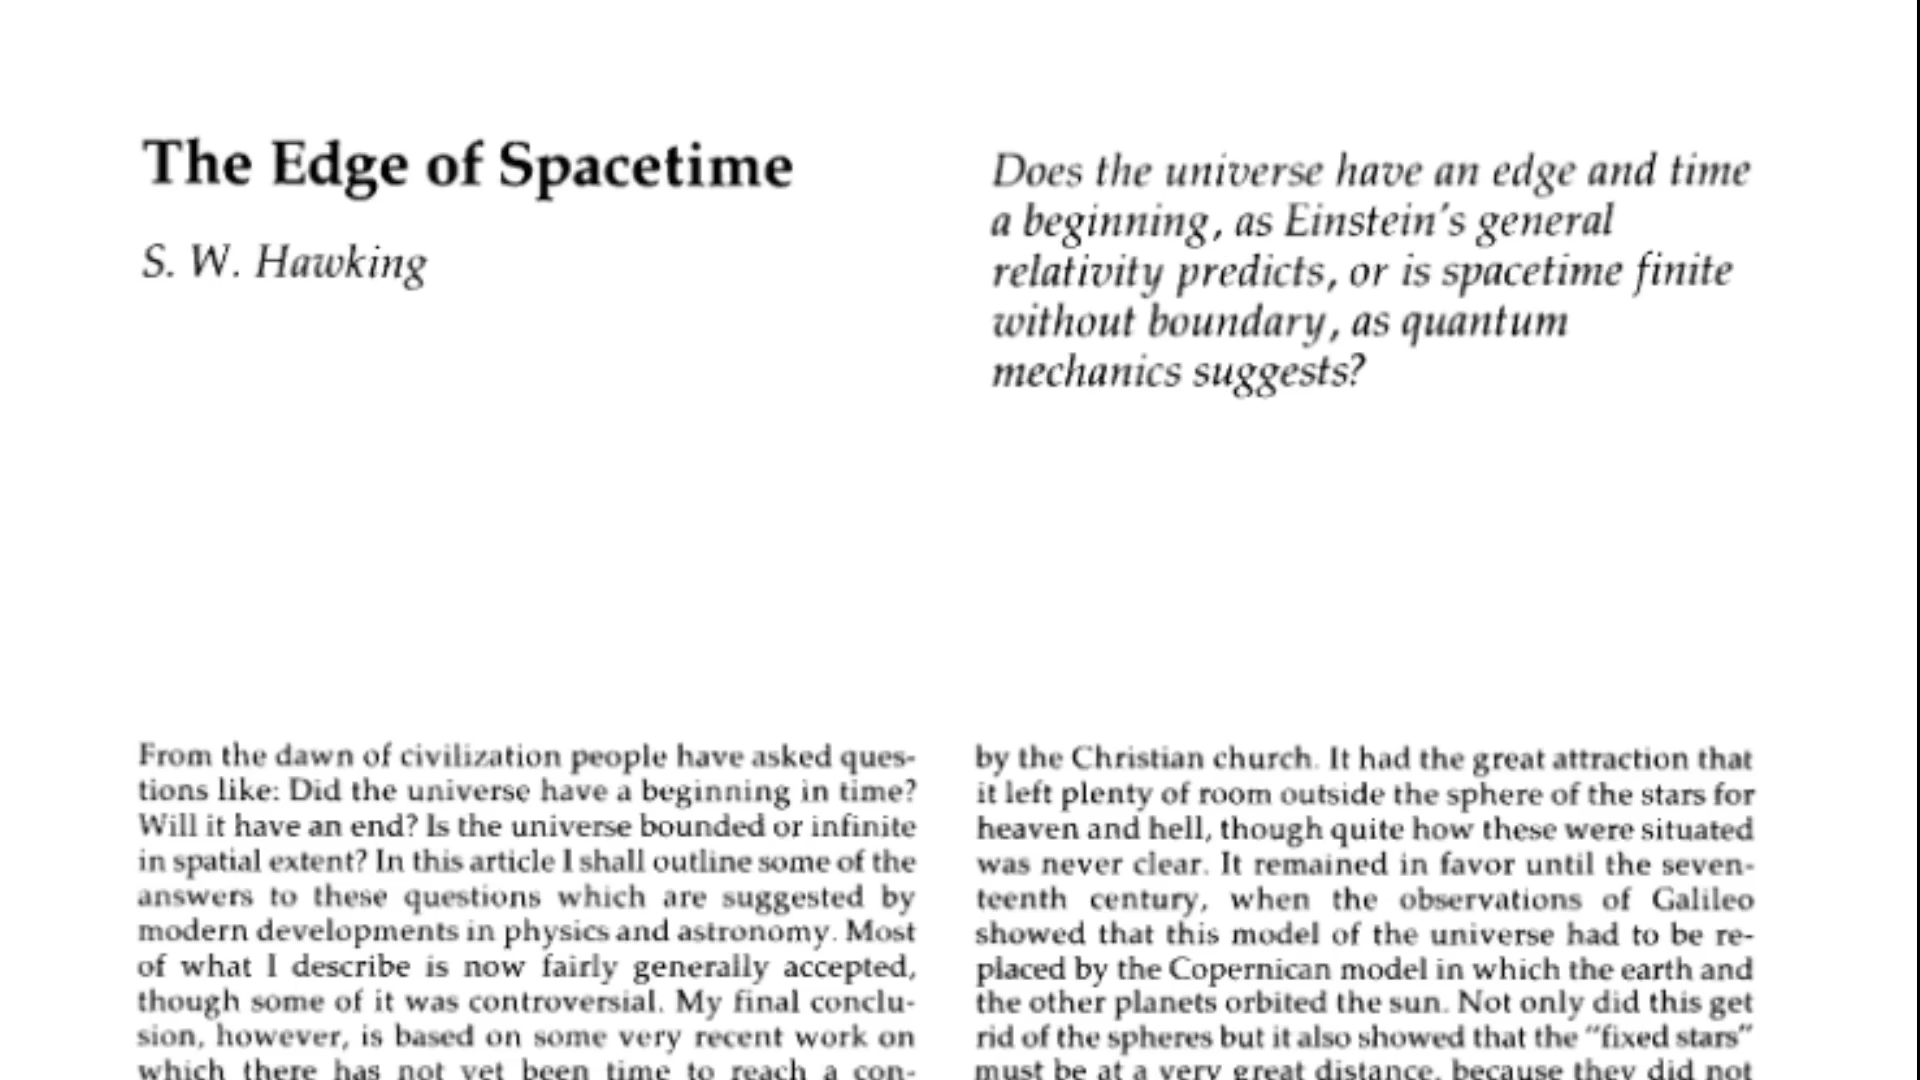 The Edge of Spacetime
S. W. Hawking
Does the universe have an edge and time
a beginning, as Einstein's general
relativity predicts, or is spacetime finite
without boundary, as quantum
mechanics suggests?
From the dawn of civilization people have asked ques-
tions like: Did the universe have a beginning in time?
Will it have an end? Is the universe bounded or infinite
in spatial extent? In this article I shall outline some of the
answers to these questions which are suggested by
modern developments in physics and astronomy. Most
of what I describe is now fairly generally accepted,
though some of it was controversial. My final conclu-
sion, however, is based on some very recent work on
which there has not yet been time to reach a con-
by the Christian church. It had the great attraction that
it left plenty of room outside the sphere of the stars for
heaven and hell, though quite how these were situated
was never clear. It remained in favor until the seven-
teenth century, when the observations of Galileo
showed that this model of the universe had to be re-
placed by the Copernican model in which the earth and
the other planets orbited the sun. Not only did this get
rid of the spheres but it also showed that the "fixed stars"
must be at a very great distance, because they did not